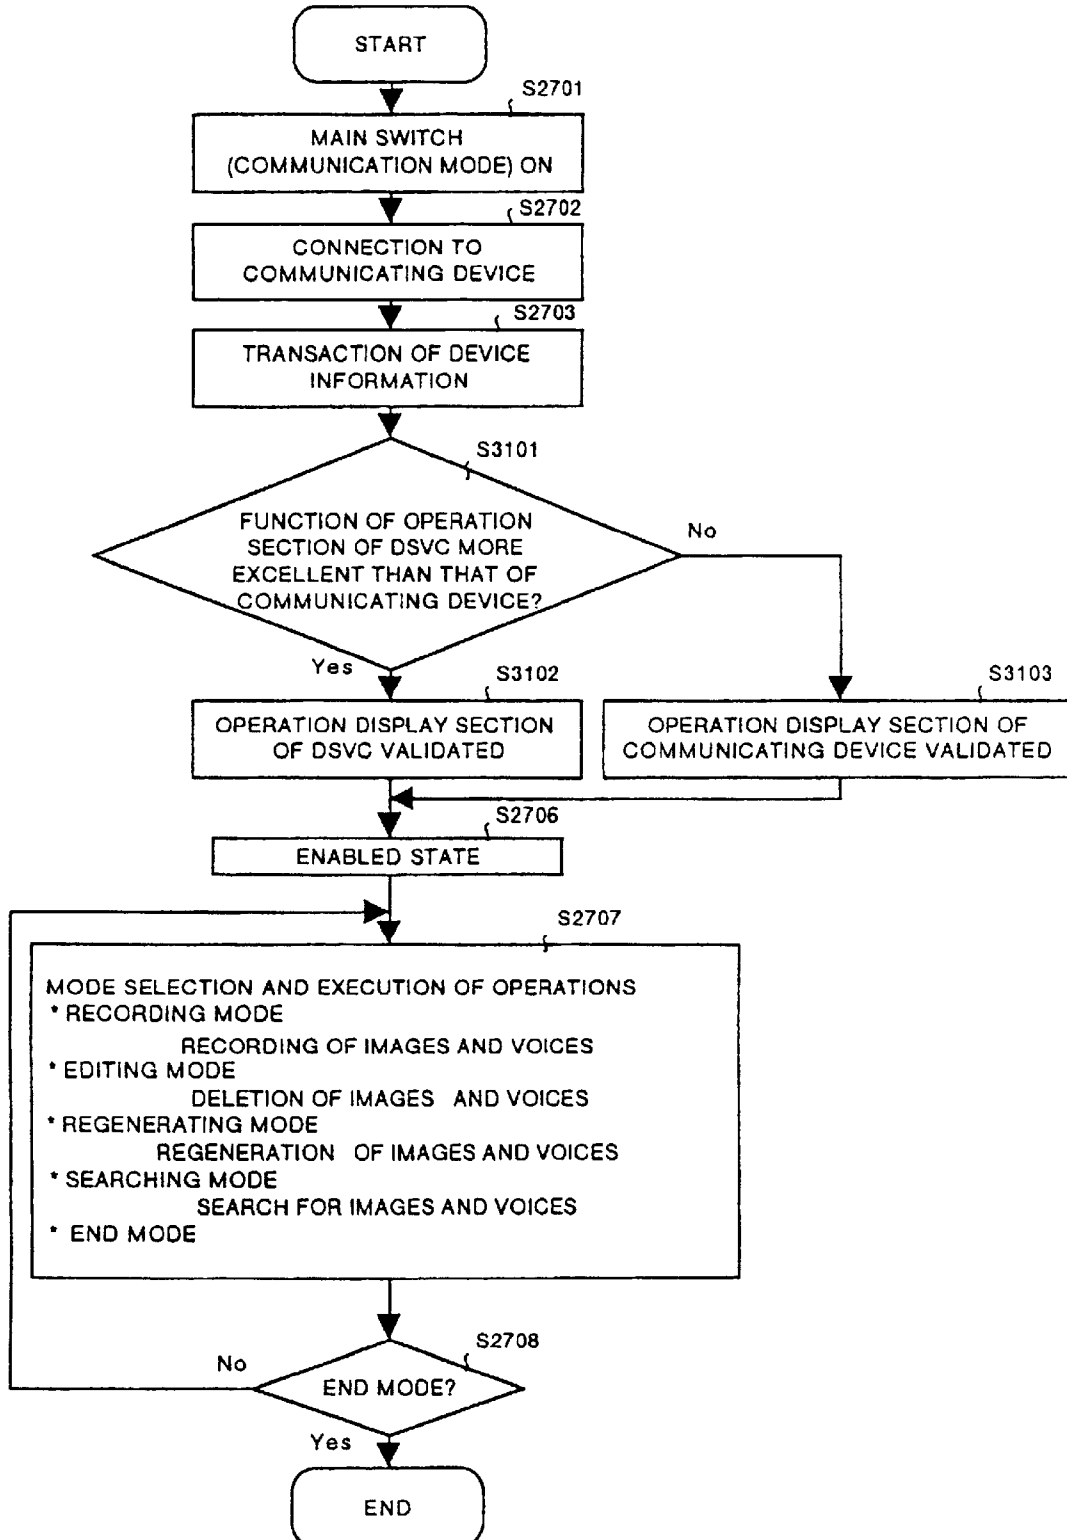 START
S2701
MAIN SWITCH
(COMMUNICATION MODE) ON
S2702
CONNECTION TO
COMMUNICATING DEVICE
S2703
TRANSACTION OF DEVICE
INFORMATION
S3101
FUNCTION OF OPERATION
SECTION OF DSVC MORE
EXCELLENT THAN THAT OF
COMMUNICATING DEVICE?
No
Yes
S3102
OPERATION DISPLAY SECTION
OF DSVC VALIDATED
S3103
OPERATION DISPLAY SECTION OF
COMMUNICATING DEVICE VALIDATED
S2706
ENABLED STATE
S2707
MODE SELECTION AND EXECUTION OF OPERATIONS
* RECORDING MODE
RECORDING OF IMAGES AND VOICES
* EDITING MODE
DELETION OF IMAGES AND VOICES
* REGENERATING MODE
REGENERATION OF IMAGES AND VOICES
* SEARCHING MODE
SEARCH FOR IMAGES AND VOICES
* END MODE
S2708
No
END MODE?
Yes
END